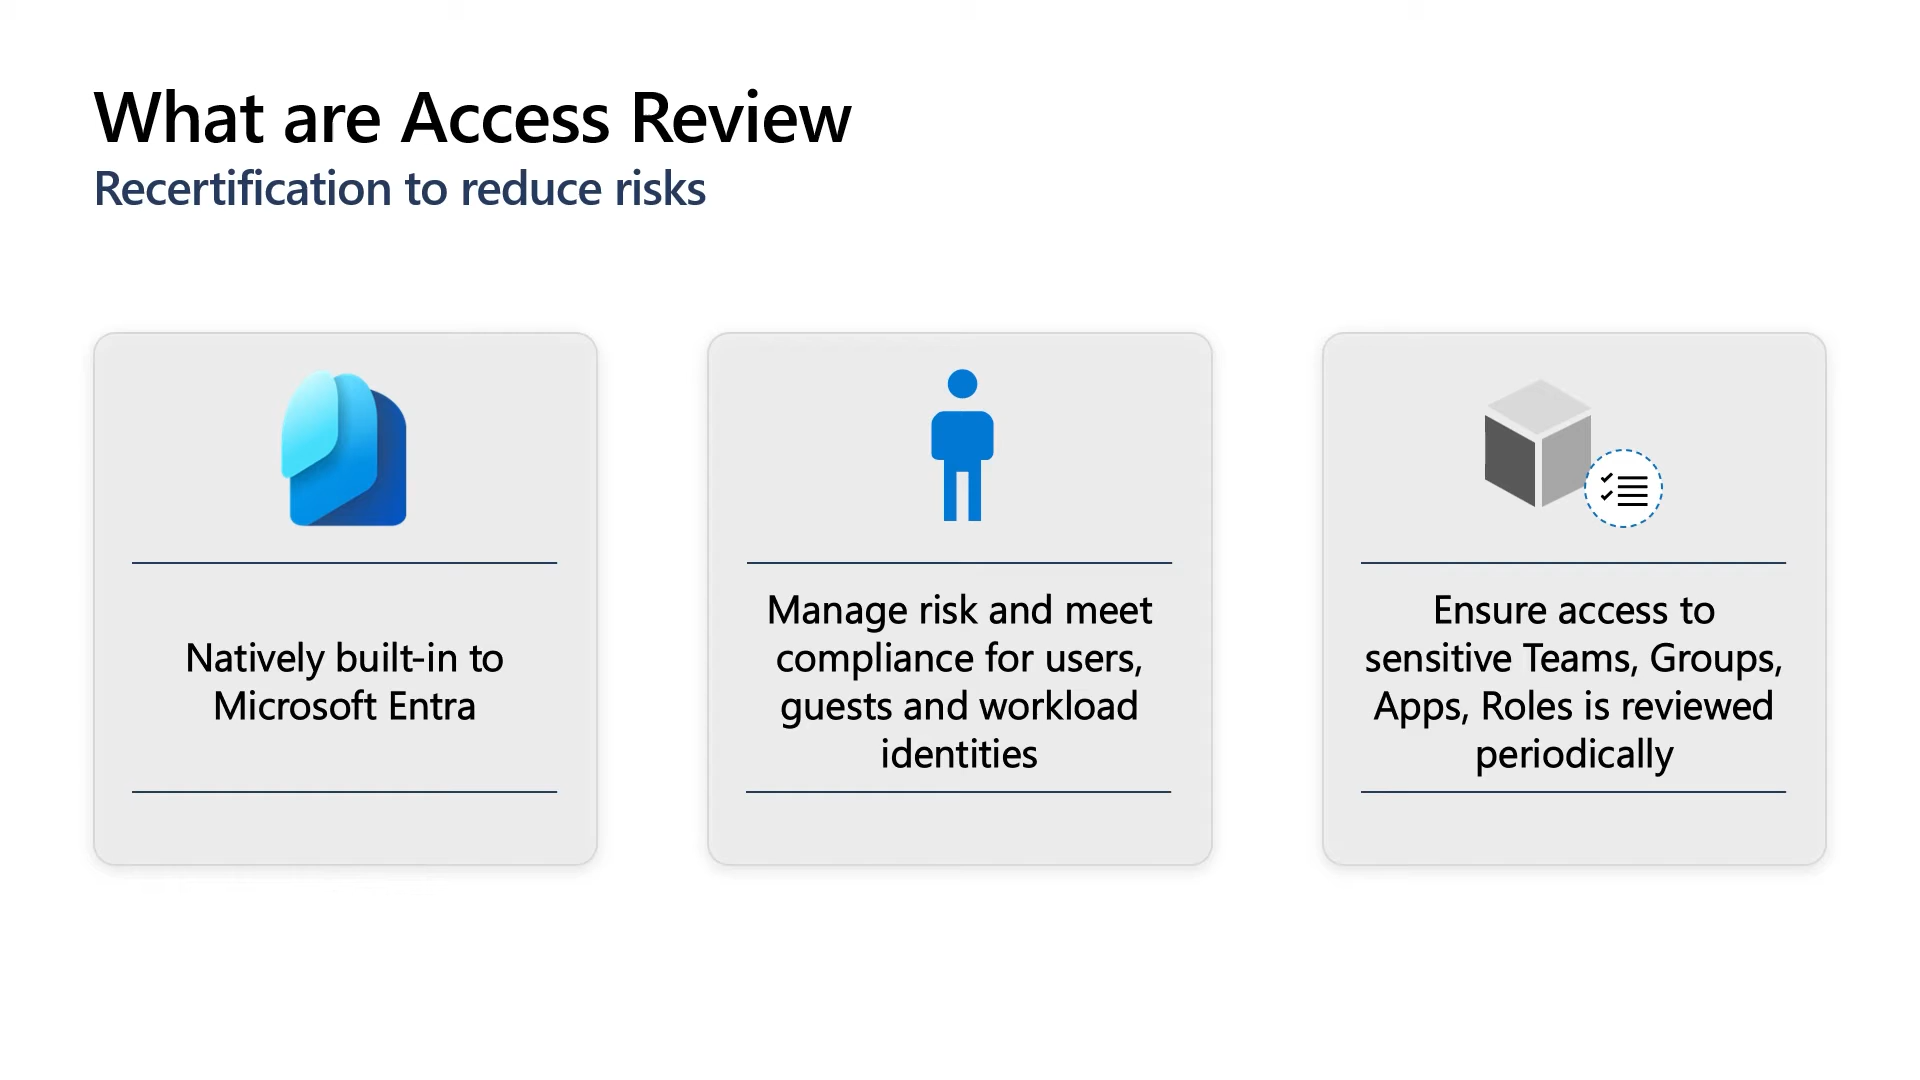 What are Access Review
Recertification to reduce risks
Natively built-in to
Microsoft Entra
Manage risk and meet
compliance for users,
guests and workload
identities
Ensure access to
sensitive Teams, Groups,
Apps, Roles is reviewed
periodically